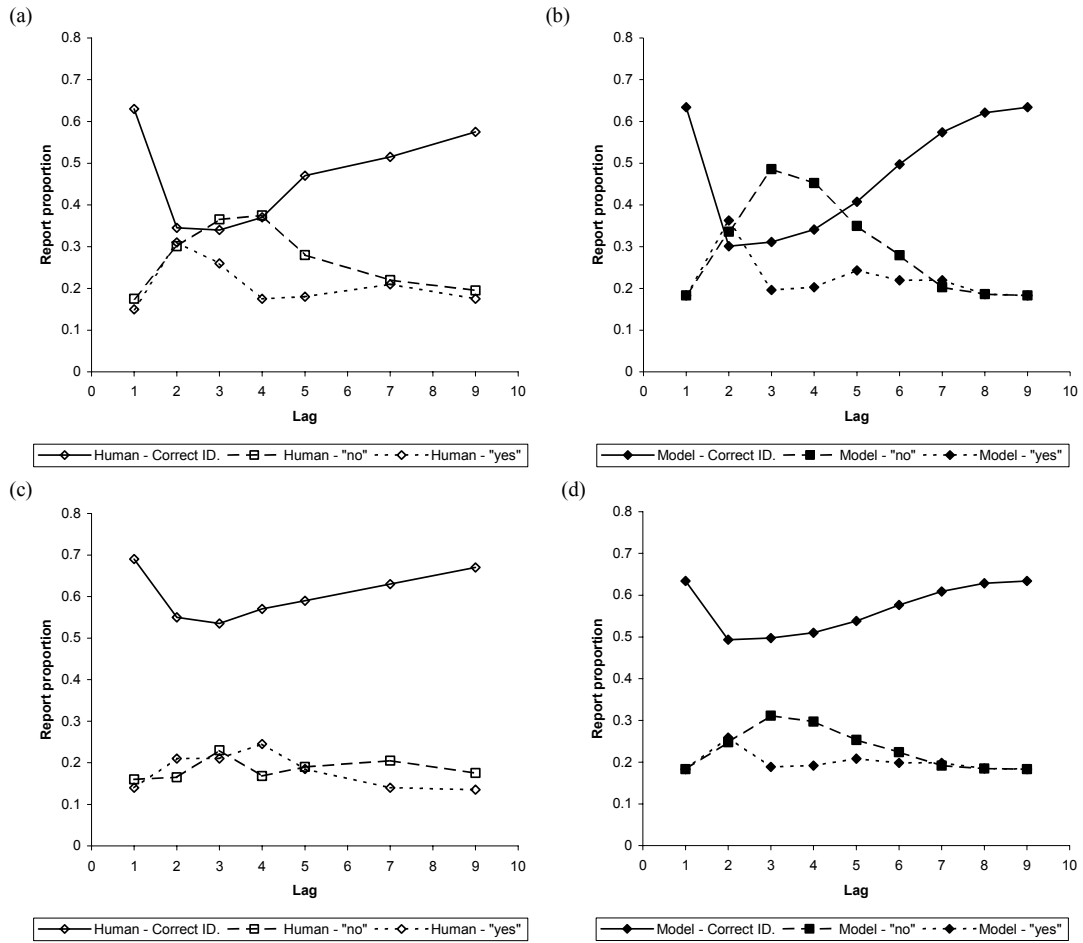 (a)
0.8
0.7
0.6
0.5
0.4
0.3
0.2
0.1
0
Report proportion
0 1 2 3 4 5 6 7 8 9 10
Lag
Human - Correct ID. Human - "no" Human - "yes"
(b)
0.8
0.7
0.6
0.5
0.4
0.3
0.2
0.1
0
Report proportion
0 1 2 3 4 5 6 7 8 9 10
Lag
Model - Correct ID. Model - "no" Model - "yes"
(c)
0.8
0.7
0.6
0.5
0.4
0.3
0.2
0.1
0
Report proportion
0 1 2 3 4 5 6 7 8 9 10
Lag
Human - Correct ID. Human - "no" Human - "yes"
(d)
0.8
0.7
0.6
0.5
0.4
0.3
0.2
0.1
0
Report proportion
0 1 2 3 4 5 6 7 8 9 10
Lag
Model - Correct ID. Model - "no" Model - "yes"